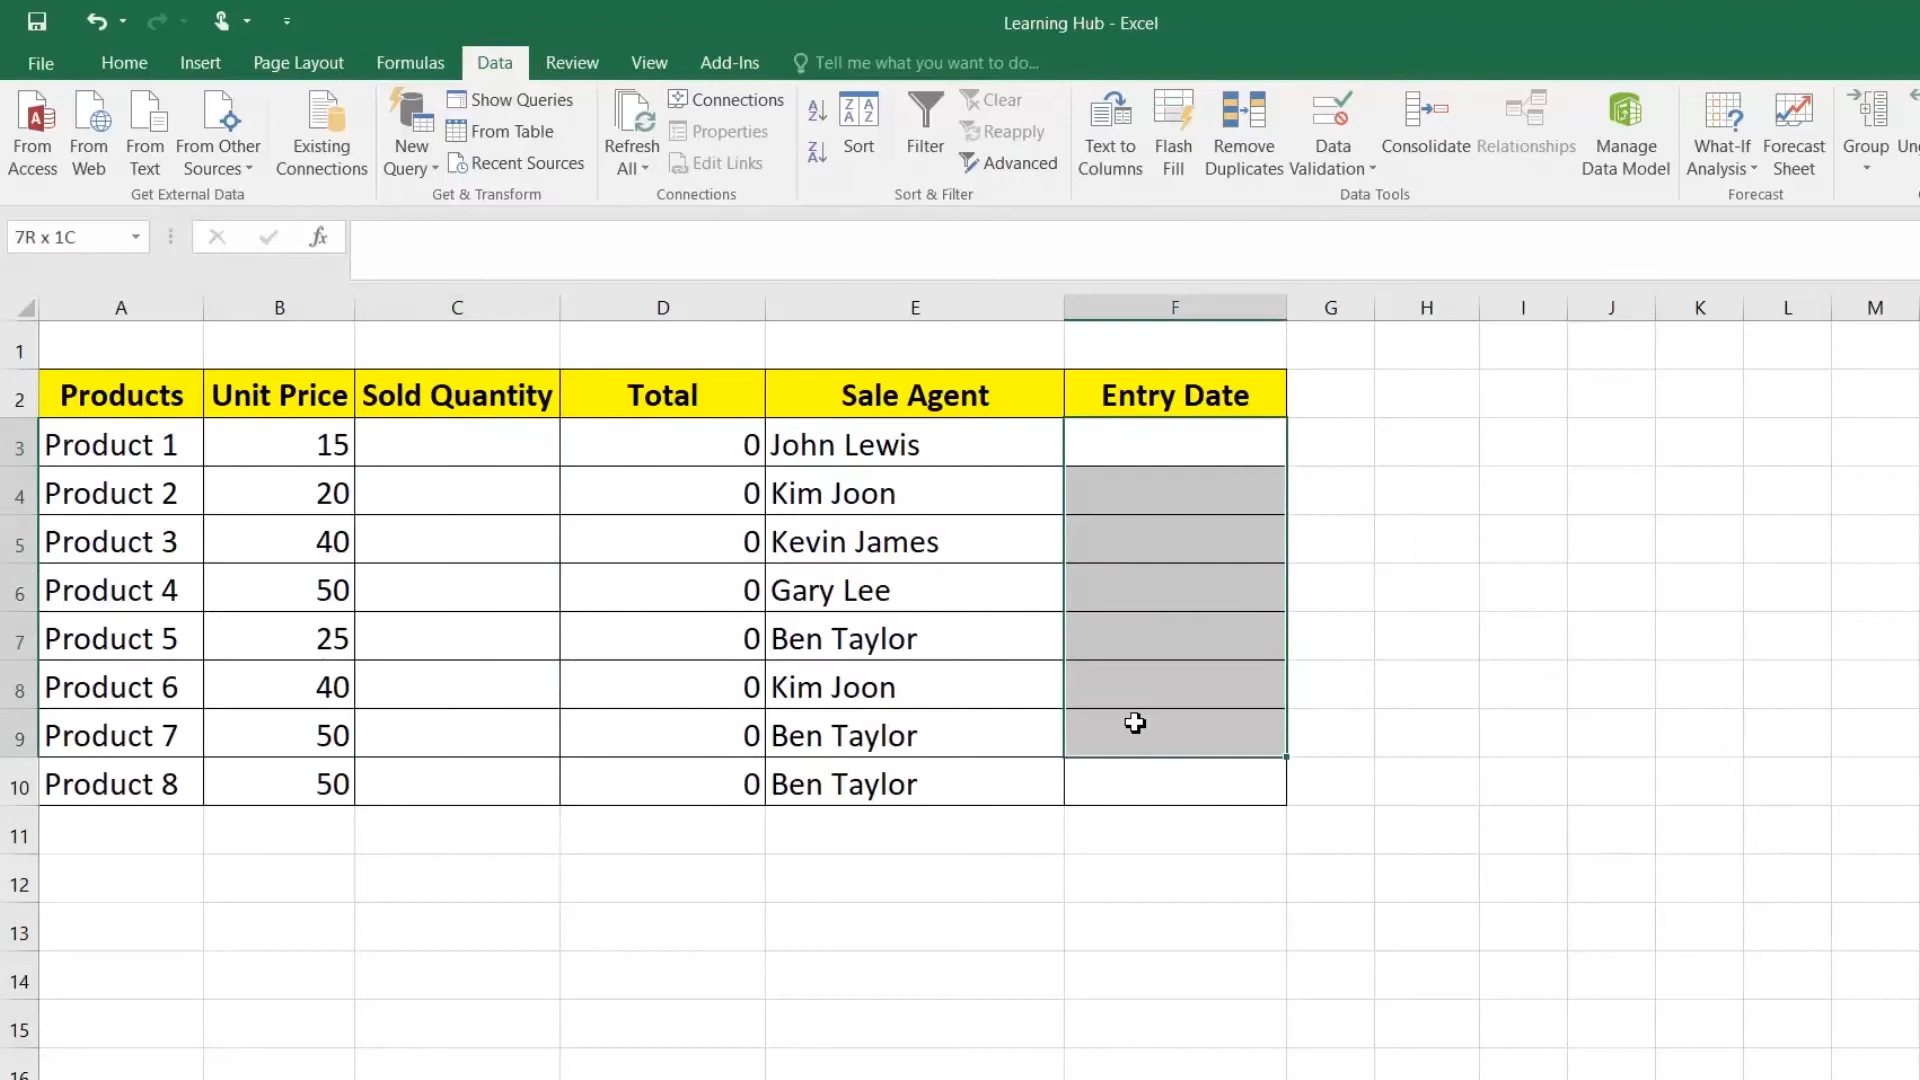 Learning Hub - Excel
File Home Insert Page Layout Formulas Data Review View Add-Ins Tell me what you want to do...
From Access
From Web
From Text
From Other Sources
Existing Connections
Get External Data
New Query
Show Queries
From Table
Recent Sources
Get & Transform
Refresh All
Connections
Properties
Edit Links
Connections
A Z
Z A
Z A A Z
Sort
Filter
Clear
Reapply
Advanced
Sort & Filter
Text to Columns
Flash Fill
Remove Duplicates
Data Validation
Consolidate
Relationships
Manage Data Model
Data Tools
What-If Analysis
Forecast Sheet
Forecast
Group
7R x 1C fx
A B C D E F G H I J K L M
1
2 Products Unit Price Sold Quantity Total Sale Agent Entry Date
3 Product 1 15 0 John Lewis
4 Product 2 20 0 Kim Joon
5 Product 3 40 0 Kevin James
6 Product 4 50 0 Gary Lee
7 Product 5 25 0 Ben Taylor
8 Product 6 40 0 Kim Joon
9 Product 7 50 0 Ben Taylor
10 Product 8 50 0 Ben Taylor
11
12
13
14
15
16